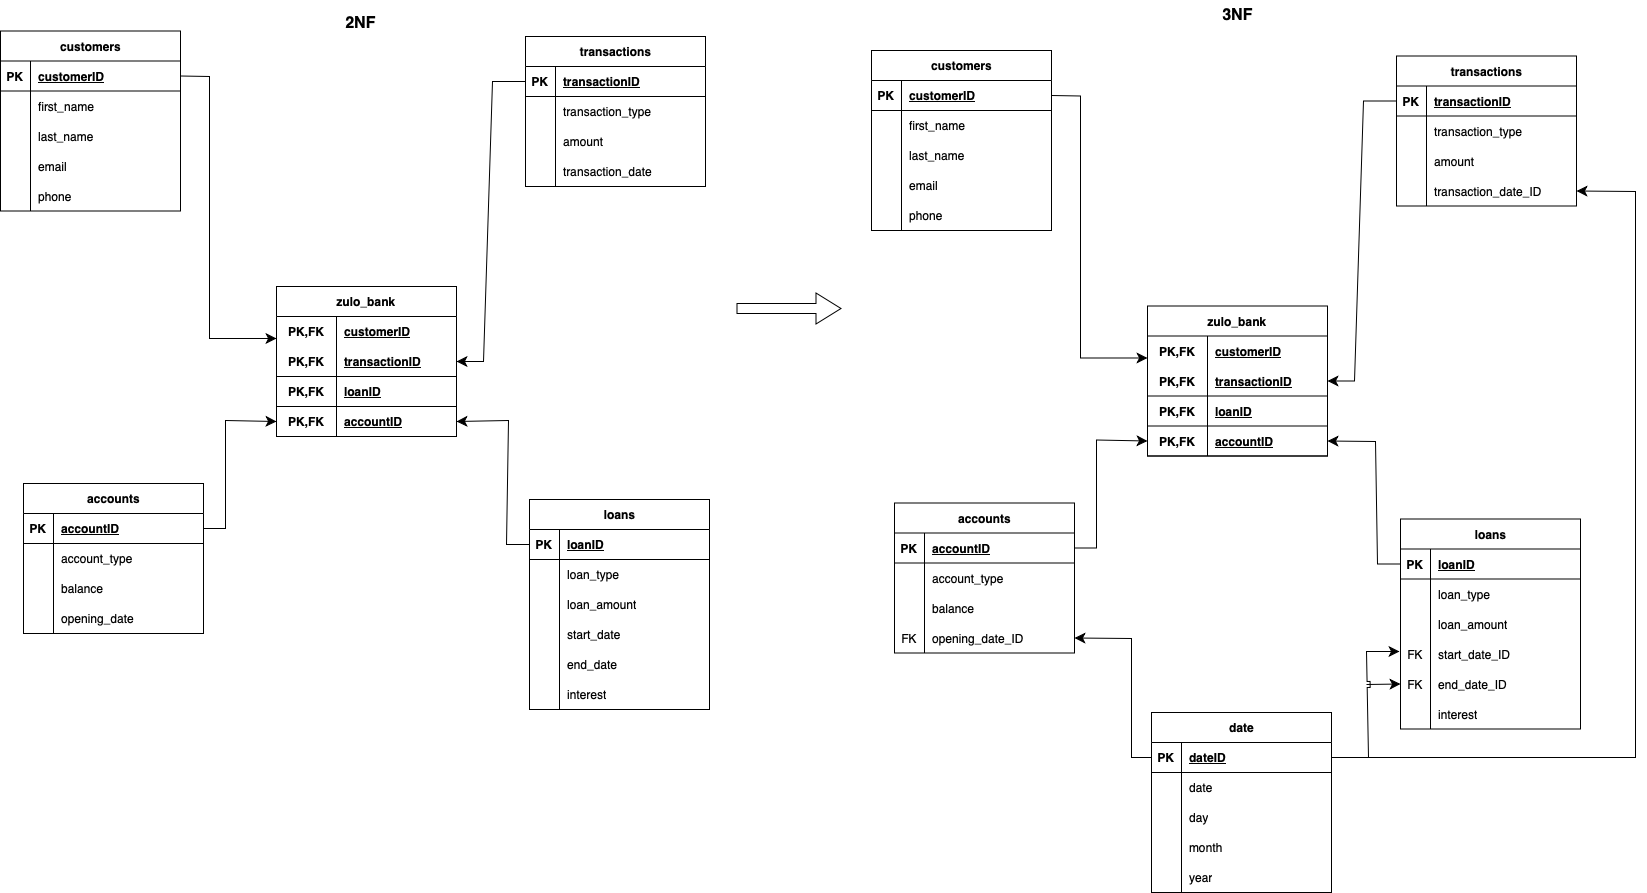 2NF
customers
PK customerID
first_name
last_name
email
phone
transactions
PK transactionID
transaction_type
amount
transaction_date
zulo_bank
PK,FK customerID
PK,FK transactionID
PK,FK loanID
PK,FK accountID
accounts
PK accountID
account_type
balance
opening_date
loans
PK loanID
loan_type
loan_amount
start_date
end_date
interest
3NF
customers
PK customerID
first_name
last_name
email
phone
transactions
PK transactionID
transaction_type
amount
transaction_date_ID
zulo_bank
PK,FK customerID
PK,FK transactionID
PK,FK loanID
PK,FK accountID
accounts
PK accountID
account_type
balance
FK opening_date_ID
loans
PK loanID
loan_type
loan_amount
FK start_date_ID
FK end_date_ID
interest
date
PK dateID
date
day
month
year